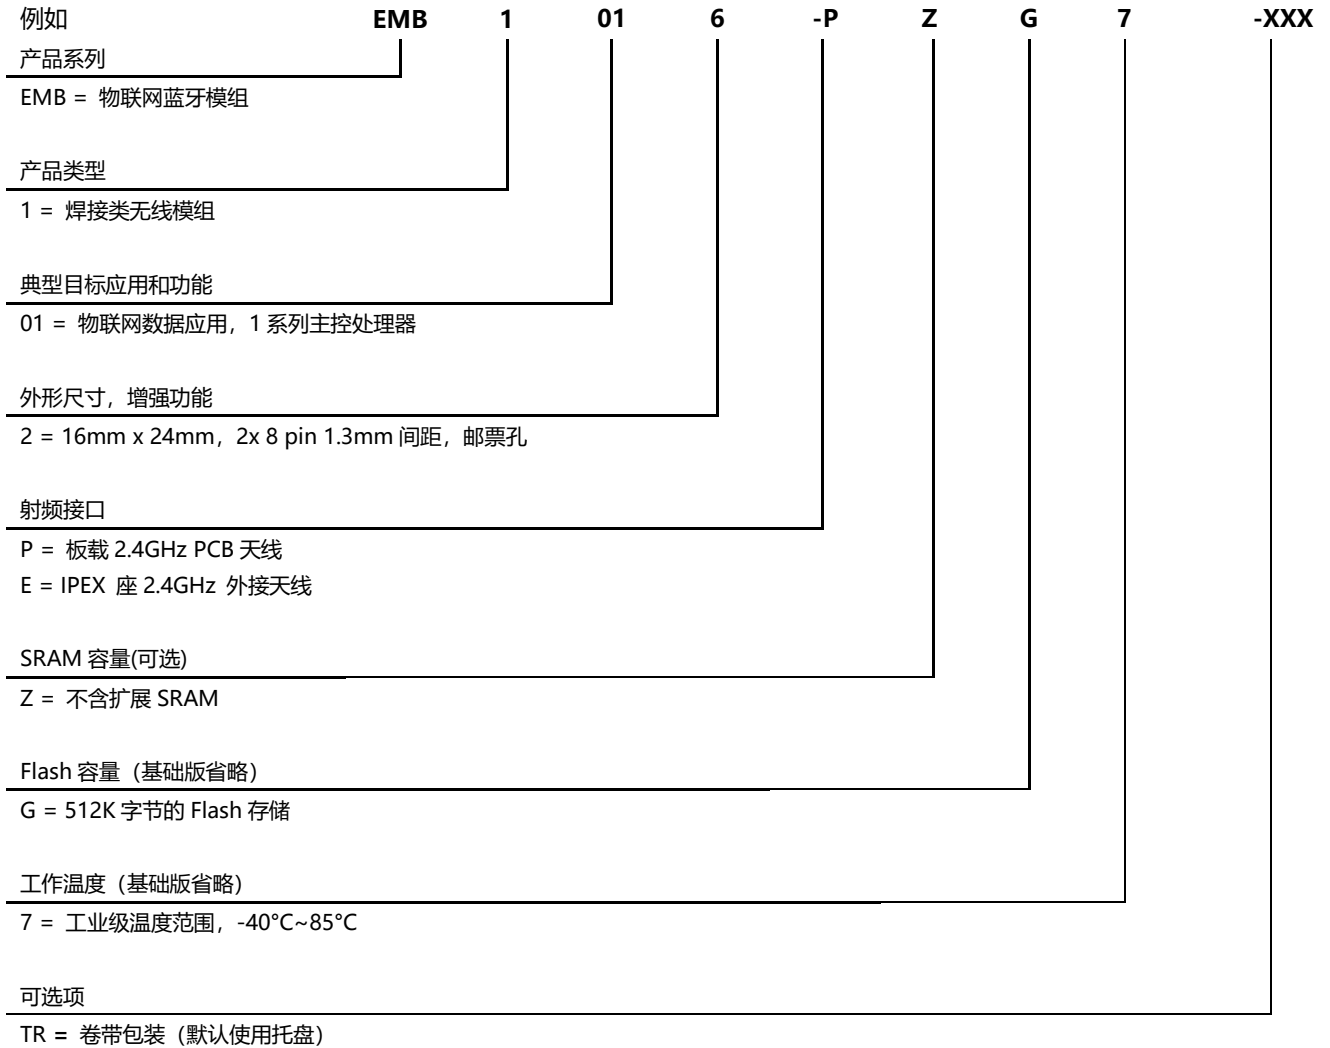 例如 EMB 1 01 6 -P Z G 7 -XXX
产品系列
EMB = 物联网蓝牙模组
产品类型
1 = 焊接类无线模组
典型目标应用和功能
01 = 物联网数据应用，1 系列主控处理器
外形尺寸，增强功能
2 = 16mm x 24mm，2x 8 pin 1.3mm 间距，邮票孔
射频接口
P = 板载 2.4GHz PCB 天线
E = IPEX 座 2.4GHz 外接天线
SRAM 容量(可选)
Z = 不含扩展 SRAM
Flash 容量（基础版省略）
G = 512K 字节的 Flash 存储
工作温度（基础版省略）
7 = 工业级温度范围，-40°C~85°C
可选项
TR = 卷带包装（默认使用托盘）